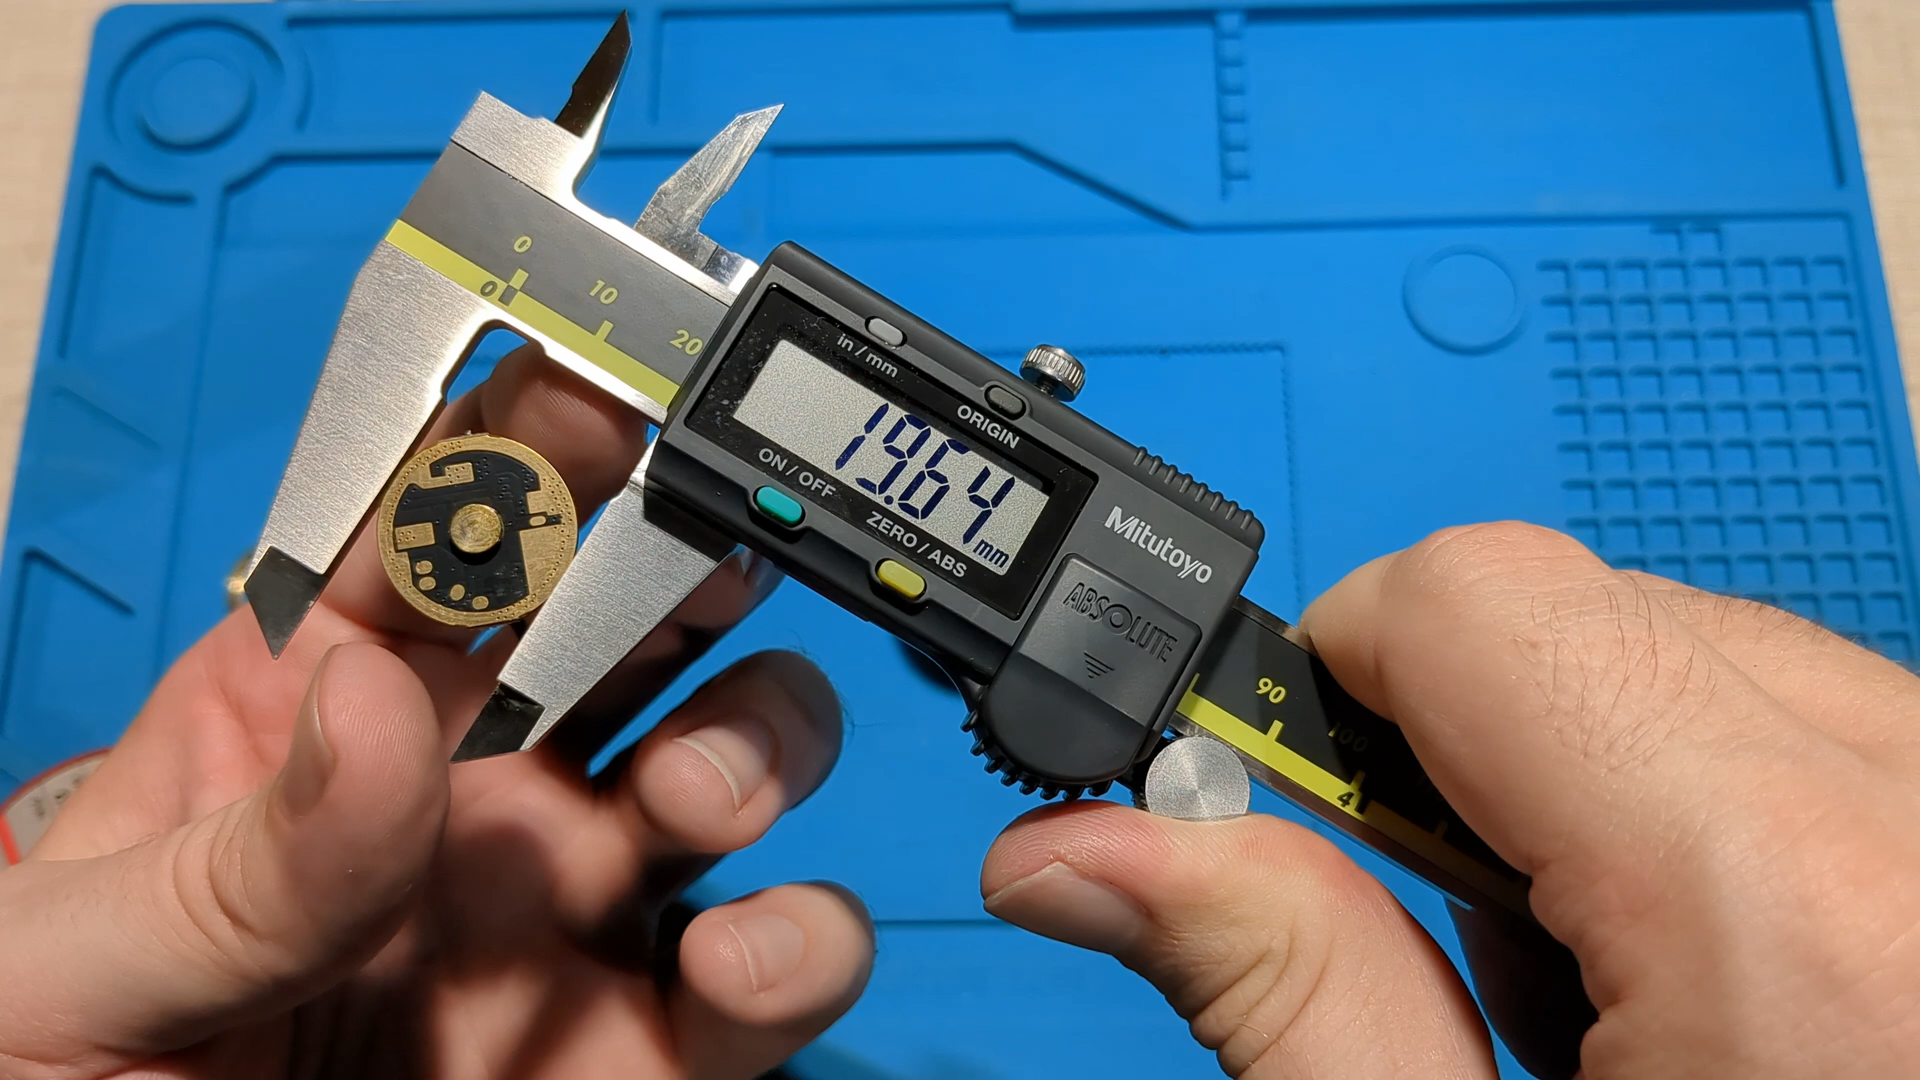 0
10
20
0
in/mm
ORIGIN
19.64 mm
ON/OFF
ZERO/ABS
Mitutoyo
ABSOLUTE
90
100
4